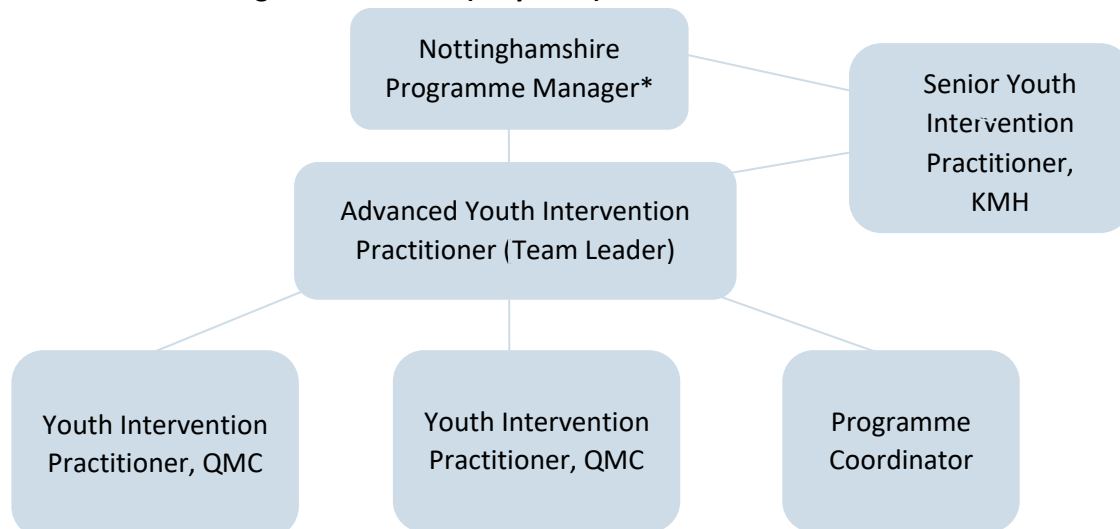 Nottinghamshire
Programme Manager*
Senior Youth
Intervention
Practitioner,
KMH
Advanced Youth Intervention
Practitioner (Team Leader)
Youth Intervention
Practitioner, QMC
Youth Intervention
Practitioner, QMC
Programme
Coordinator